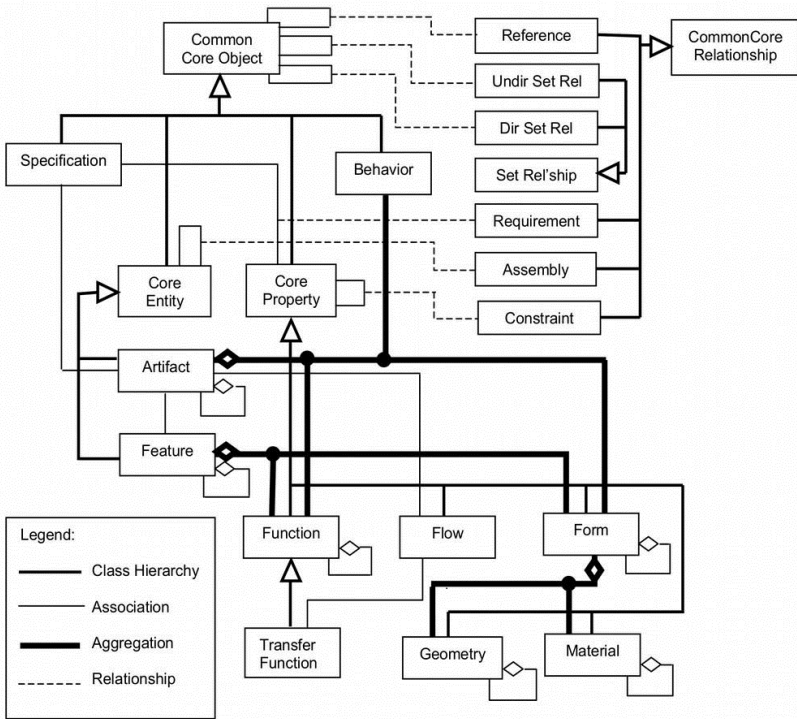 Common
Core Object
Reference
CommonCore
Relationship
Undir Set Rel
Dir Set Rel
Specification
Behavior
Set Rel'ship
Requirement
Core
Entity
Core
Property
Assembly
Constraint
Artifact
Feature
Function
Flow
Form
Transfer
Function
Geometry
Material
Legend:
Class Hierarchy
Association
Aggregation
Relationship